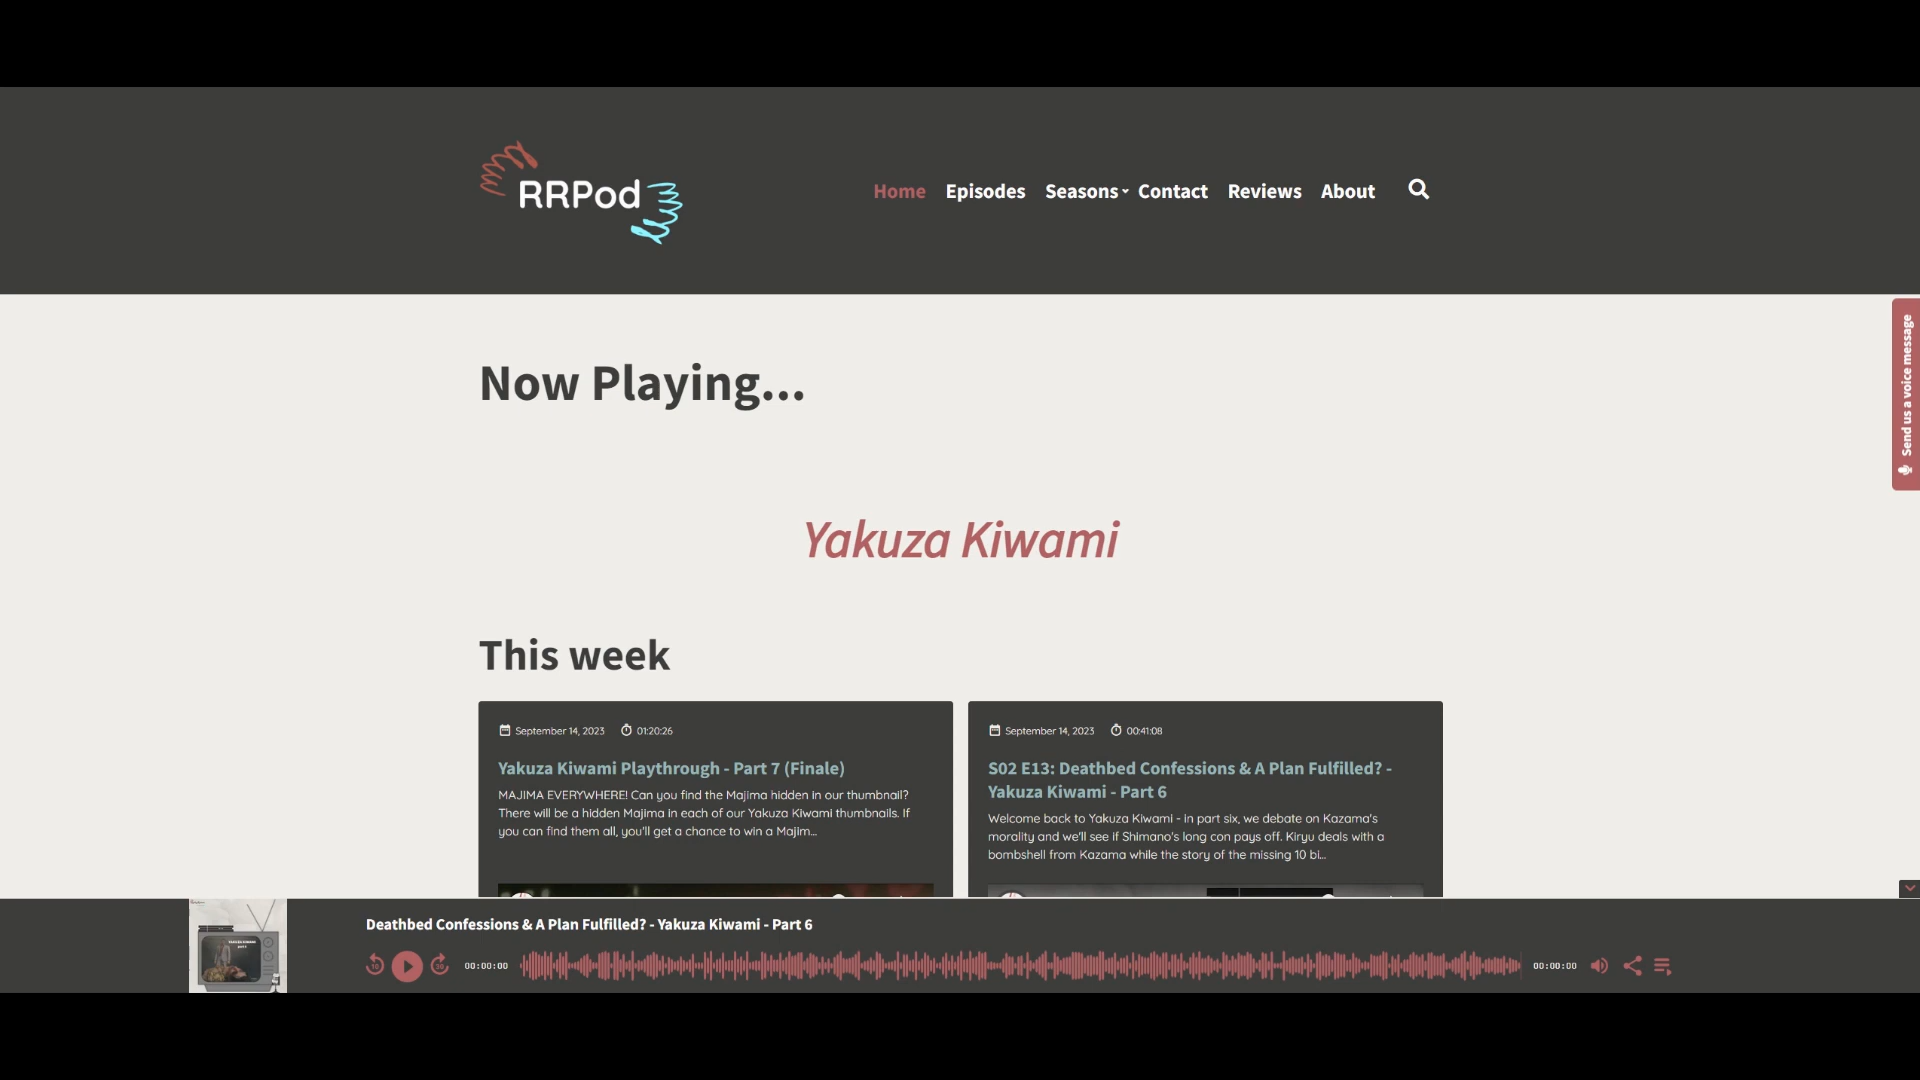 RRPod
Home Episodes Seasons Contact Reviews About
Send us a voice message
Now Playing...
Yakuza Kiwami
This week
September 14, 2023 01:20:26
Yakuza Kiwami Playthrough - Part 7 (Finale)
MAJIMA EVERYWHERE! Can you find the Majima hidden in our thumbnail?
There will be a hidden Majima in each of our Yakuza Kiwami thumbnails. If
you can find them all, you'll get a chance to win a Majim...
September 14, 2023 00:41:08
S02 E13: Deathbed Confessions & A Plan Fulfilled? -
Yakuza Kiwami - Part 6
Welcome back to Yakuza Kiwami - in part six, we debate on Kazama's
morality and we'll see if Shimano's long con pays off. Kiryu deals with a
bombshell from Kazama while the story of the missing 10 bi...
Deathbed Confessions & A Plan Fulfilled? - Yakuza Kiwami - Part 6
10
30
00:00:00
00:00:00